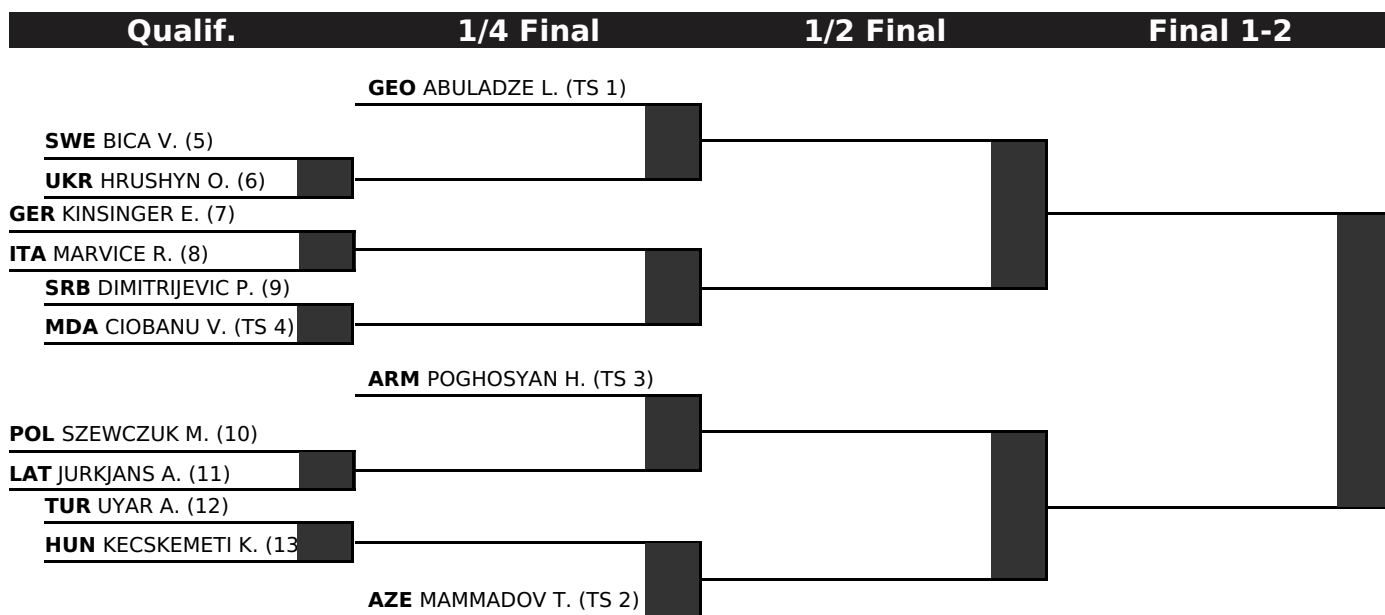 Qualif. 1/4 Final 1/2 Final Final 1-2
GEO ABULADZE L. (TS 1)
SWE BICA V. (5)
UKR HRUSHYN O. (6)
GER KINSINGER E. (7)
ITA MARVICE R. (8)
SRB DIMITRIJEVIC P. (9)
MDA CIOBANU V. (TS 4)
ARM POGHOSYAN H. (TS 3)
POL SZEWCZUK M. (10)
LAT JURKJANS A. (11)
TUR UYAR A. (12)
HUN KECSKEMETI K. (13
AZE MAMMADOV T. (TS 2)